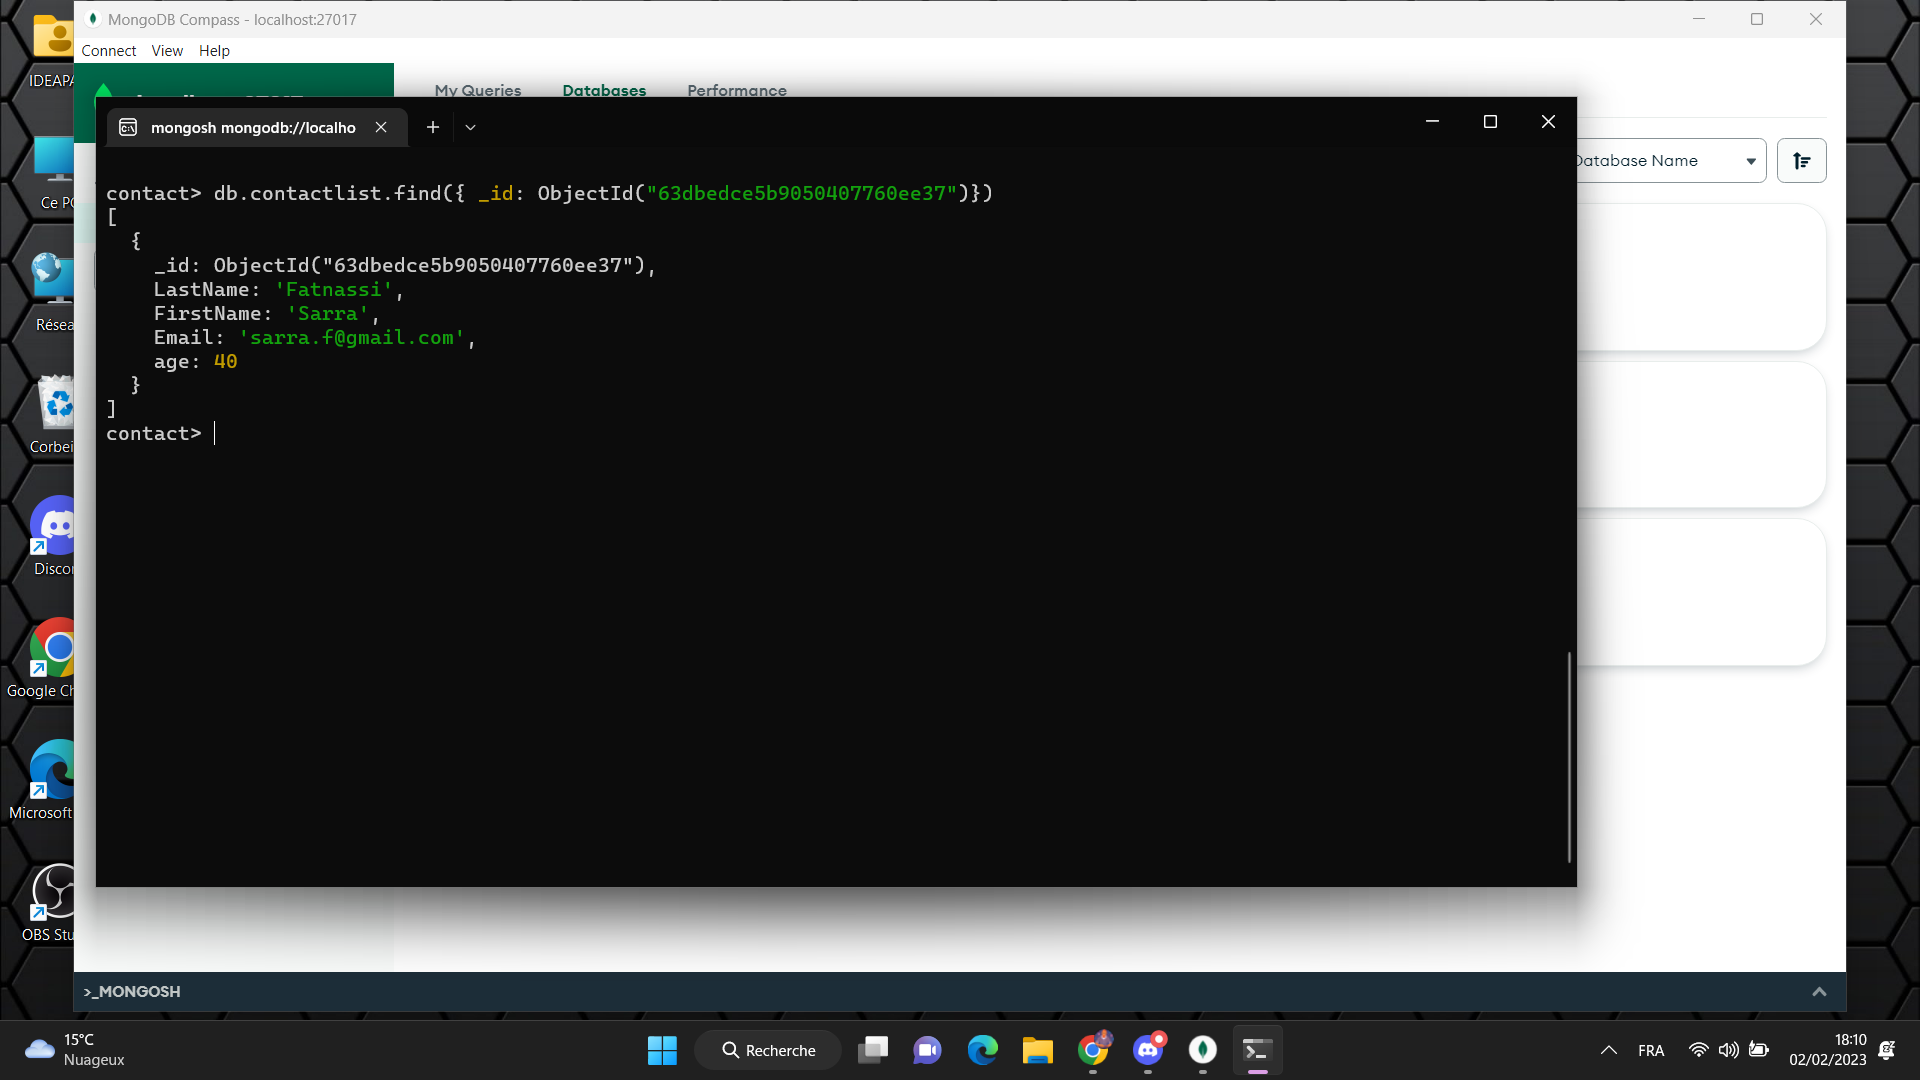 MongoDB Compass - localhost:27017
Connect View Help
My Queries Databases Performance
mongosh mongodb://localho
Database Name
contact> db.contactlist.find({ _id: ObjectId("63dbedce5b9050407760ee37")})
[
{
_id: ObjectId("63dbedce5b9050407760ee37"),
LastName: 'Fatnassi',
FirstName: 'Sarra',
Email: 'sarra.f@gmail.com',
age: 40
}
]
contact>
IDEAPA
Ce PC
Résea
Corbei
Discor
Google Ch
Microsoft
OBS Stu
>_MONGOSH
15°C
Nuageux
Recherche
FRA
18:10
02/02/2023